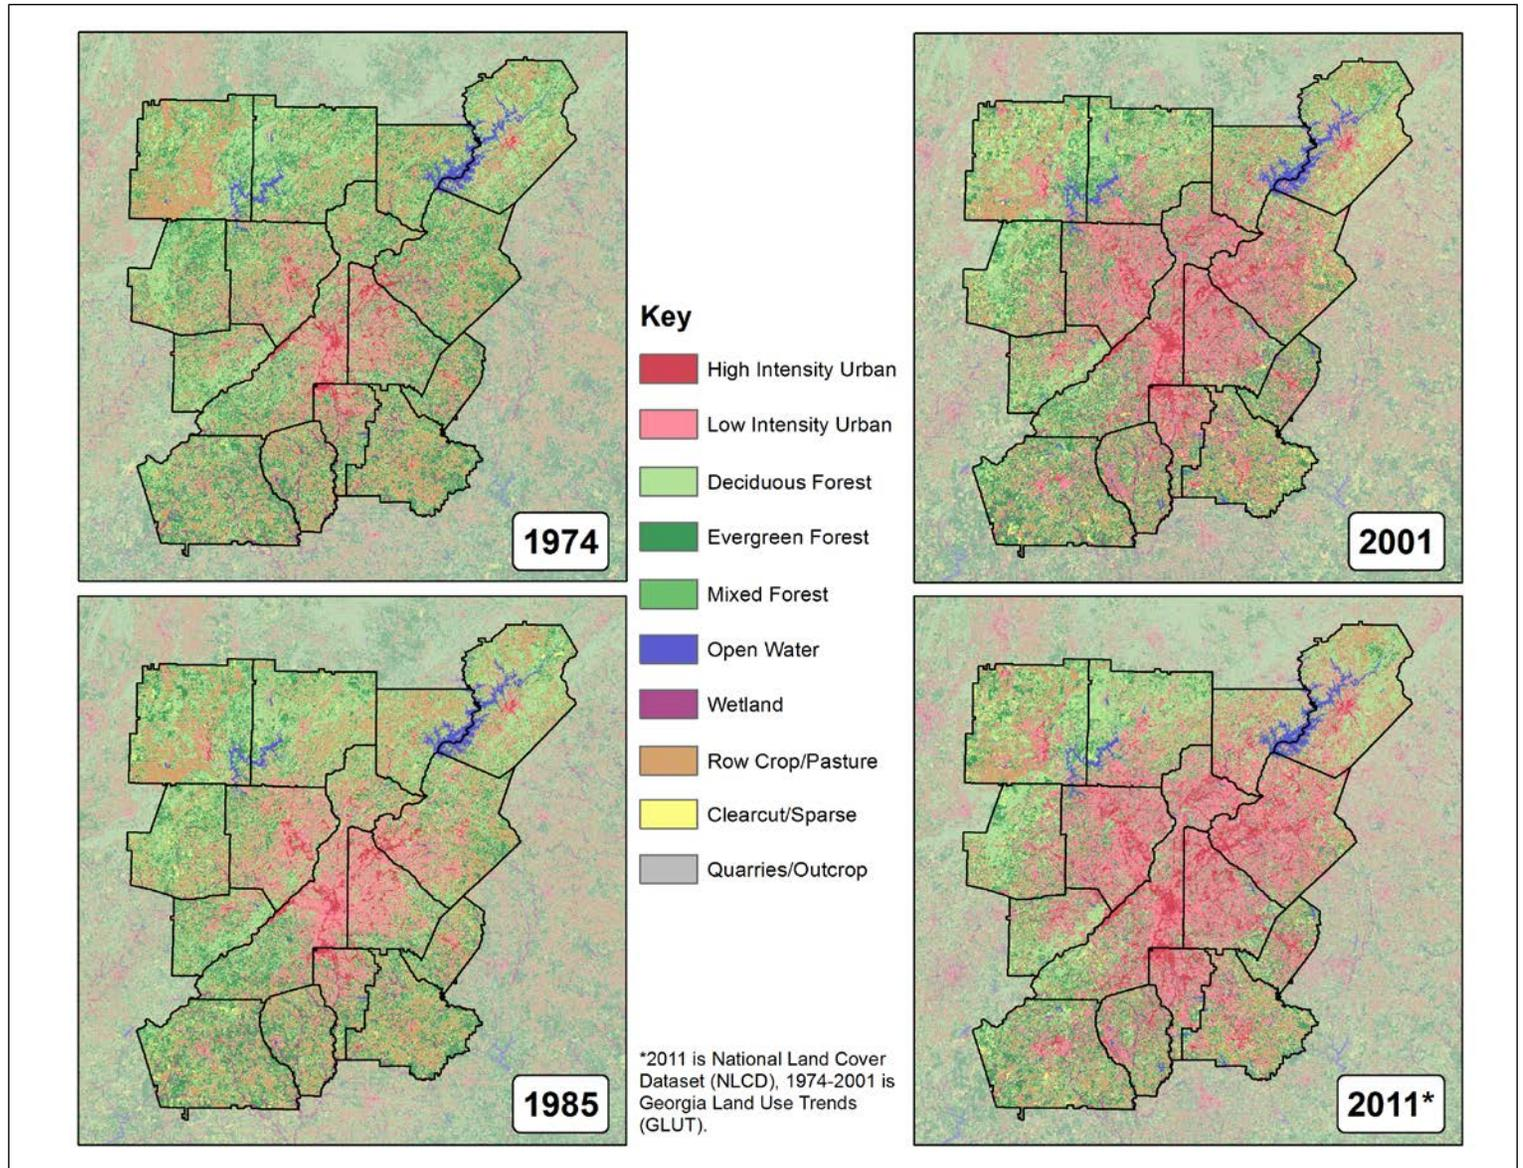 1974
2001
Key
High Intensity Urban
Low Intensity Urban
Deciduous Forest
Evergreen Forest
Mixed Forest
Open Water
Wetland
Row Crop/Pasture
Clearcut/Sparse
Quarries/Outcrop
*2011 is National Land Cover
Dataset (NLCD), 1974-2001 is
Georgia Land Use Trends
(GLUT).
1985
2011*